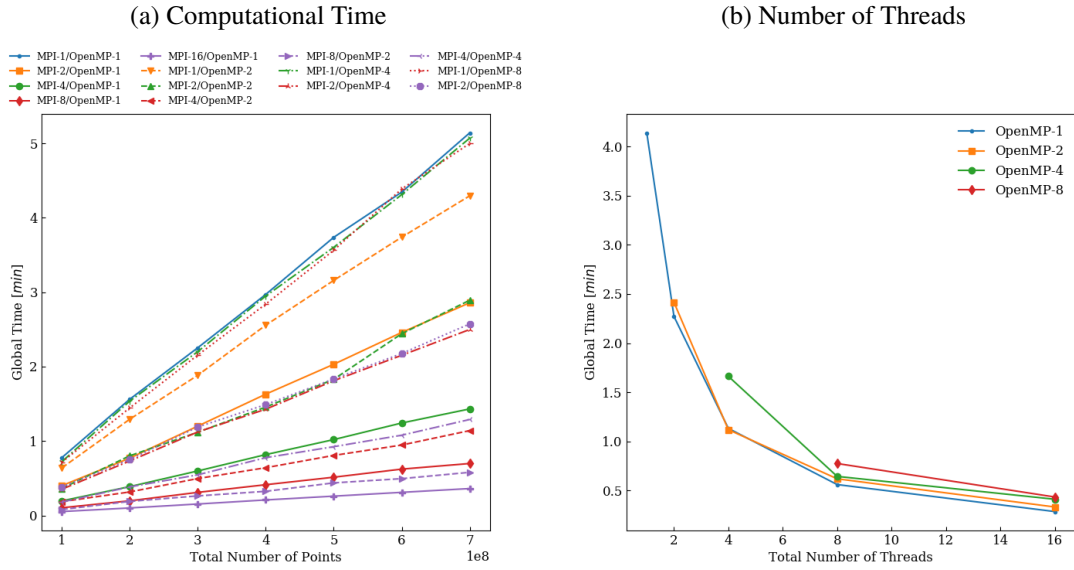 (a) Computational Time
MPI-1/OpenMP-1 MPI-16/OpenMP-1 MPI-8/OpenMP-2 MPI-4/OpenMP-4
MPI-2/OpenMP-1 MPI-1/OpenMP-2 MPI-1/OpenMP-4 MPI-1/OpenMP-8
MPI-4/OpenMP-1 MPI-2/OpenMP-2 MPI-2/OpenMP-4 MPI-2/OpenMP-8
MPI-8/OpenMP-1 MPI-4/OpenMP-2
Global Time [min]
5
4
3
2
1
0
1 2 3 4 5 6 7
Total Number of Points 1e8
(b) Number of Threads
OpenMP-1
OpenMP-2
OpenMP-4
OpenMP-8
Global Time [min]
4.0
3.5
3.0
2.5
2.0
1.5
1.0
0.5
2 4 6 8 10 12 14 16
Total Number of Threads